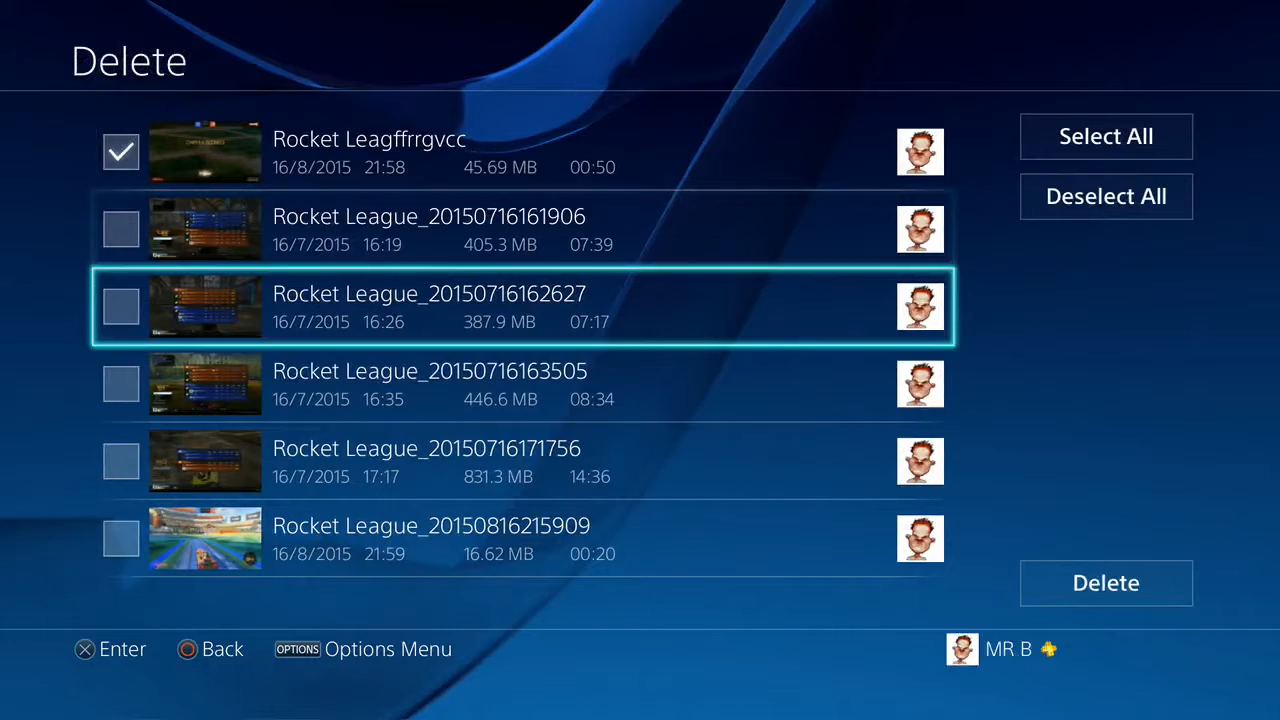 Delete
Rocket Leagffrrgvcc
16/8/2015 21:58 45.69 MB 00:50
Select All
Deselect All
Rocket League_20150716161906
16/7/2015 16:19 405.3 MB 07:39
Rocket League_20150716162627
16/7/2015 16:26 387.9 MB 07:17
Rocket League_20150716163505
16/7/2015 16:35 446.6 MB 08:34
Rocket League_20150716171756
16/7/2015 17:17 831.3 MB 14:36
Rocket League_20150816215909
16/8/2015 21:59 16.62 MB 00:20
Delete
Enter Back OPTIONS Options Menu MR B